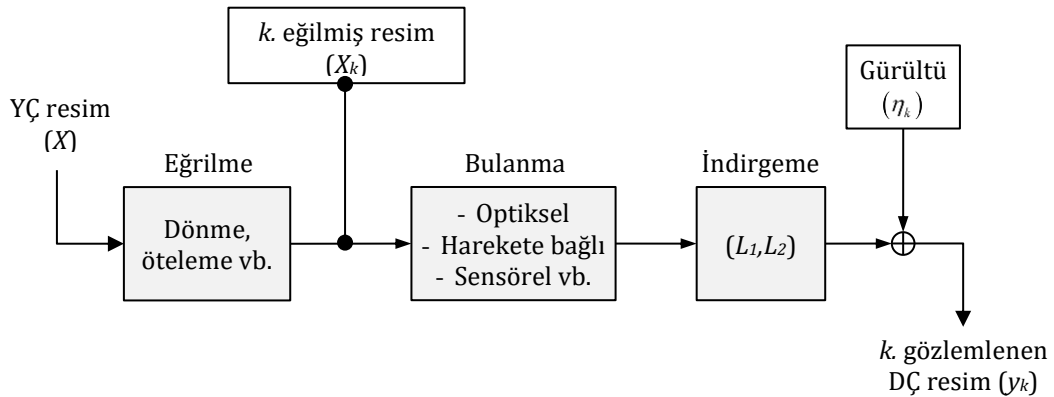 k. eğilmiş resim
(Xk)
Gürültü
(ηk)
YÇ resim
(X)
Eğrilme
Bulanma
İndirgeme
Dönme,
öteleme vb.
- Optiksel
- Harekete bağlı
- Sensörel vb.
(L1,L2)
k. gözlemlenen
DÇ resim (yk)